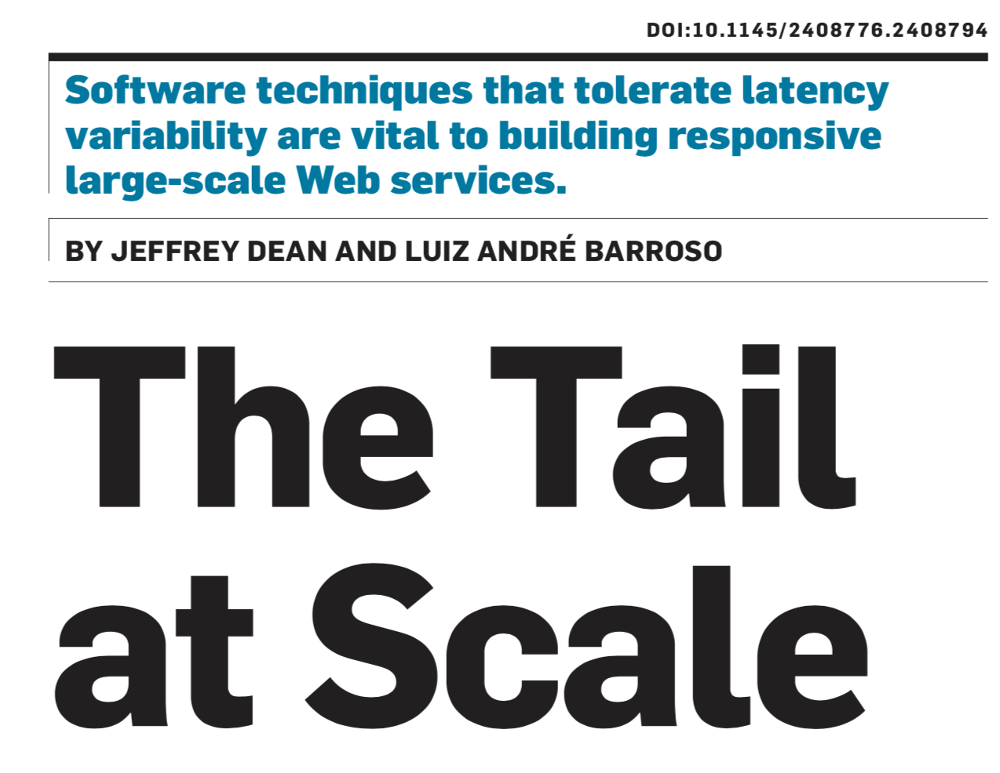 DOI:10.1145/2408776.2408794
Software techniques that tolerate latency
variability are vital to building responsive
large-scale Web services.
BY JEFFREY DEAN AND LUIZ ANDRÉ BARROSO
The Tail
at Scale